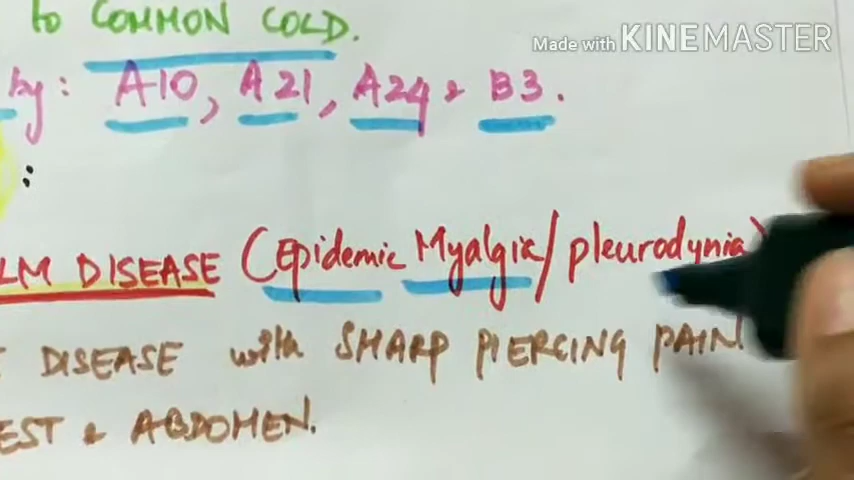 to COMMON COLD.
Made with KINEMASTER
by: A10, A21, A24 & B3.
:
LM DISEASE (Epidemic Myalgia/pleurodynia)
DISEASE with SHARP PIERCING PAIN
EST & ABDOMEN.